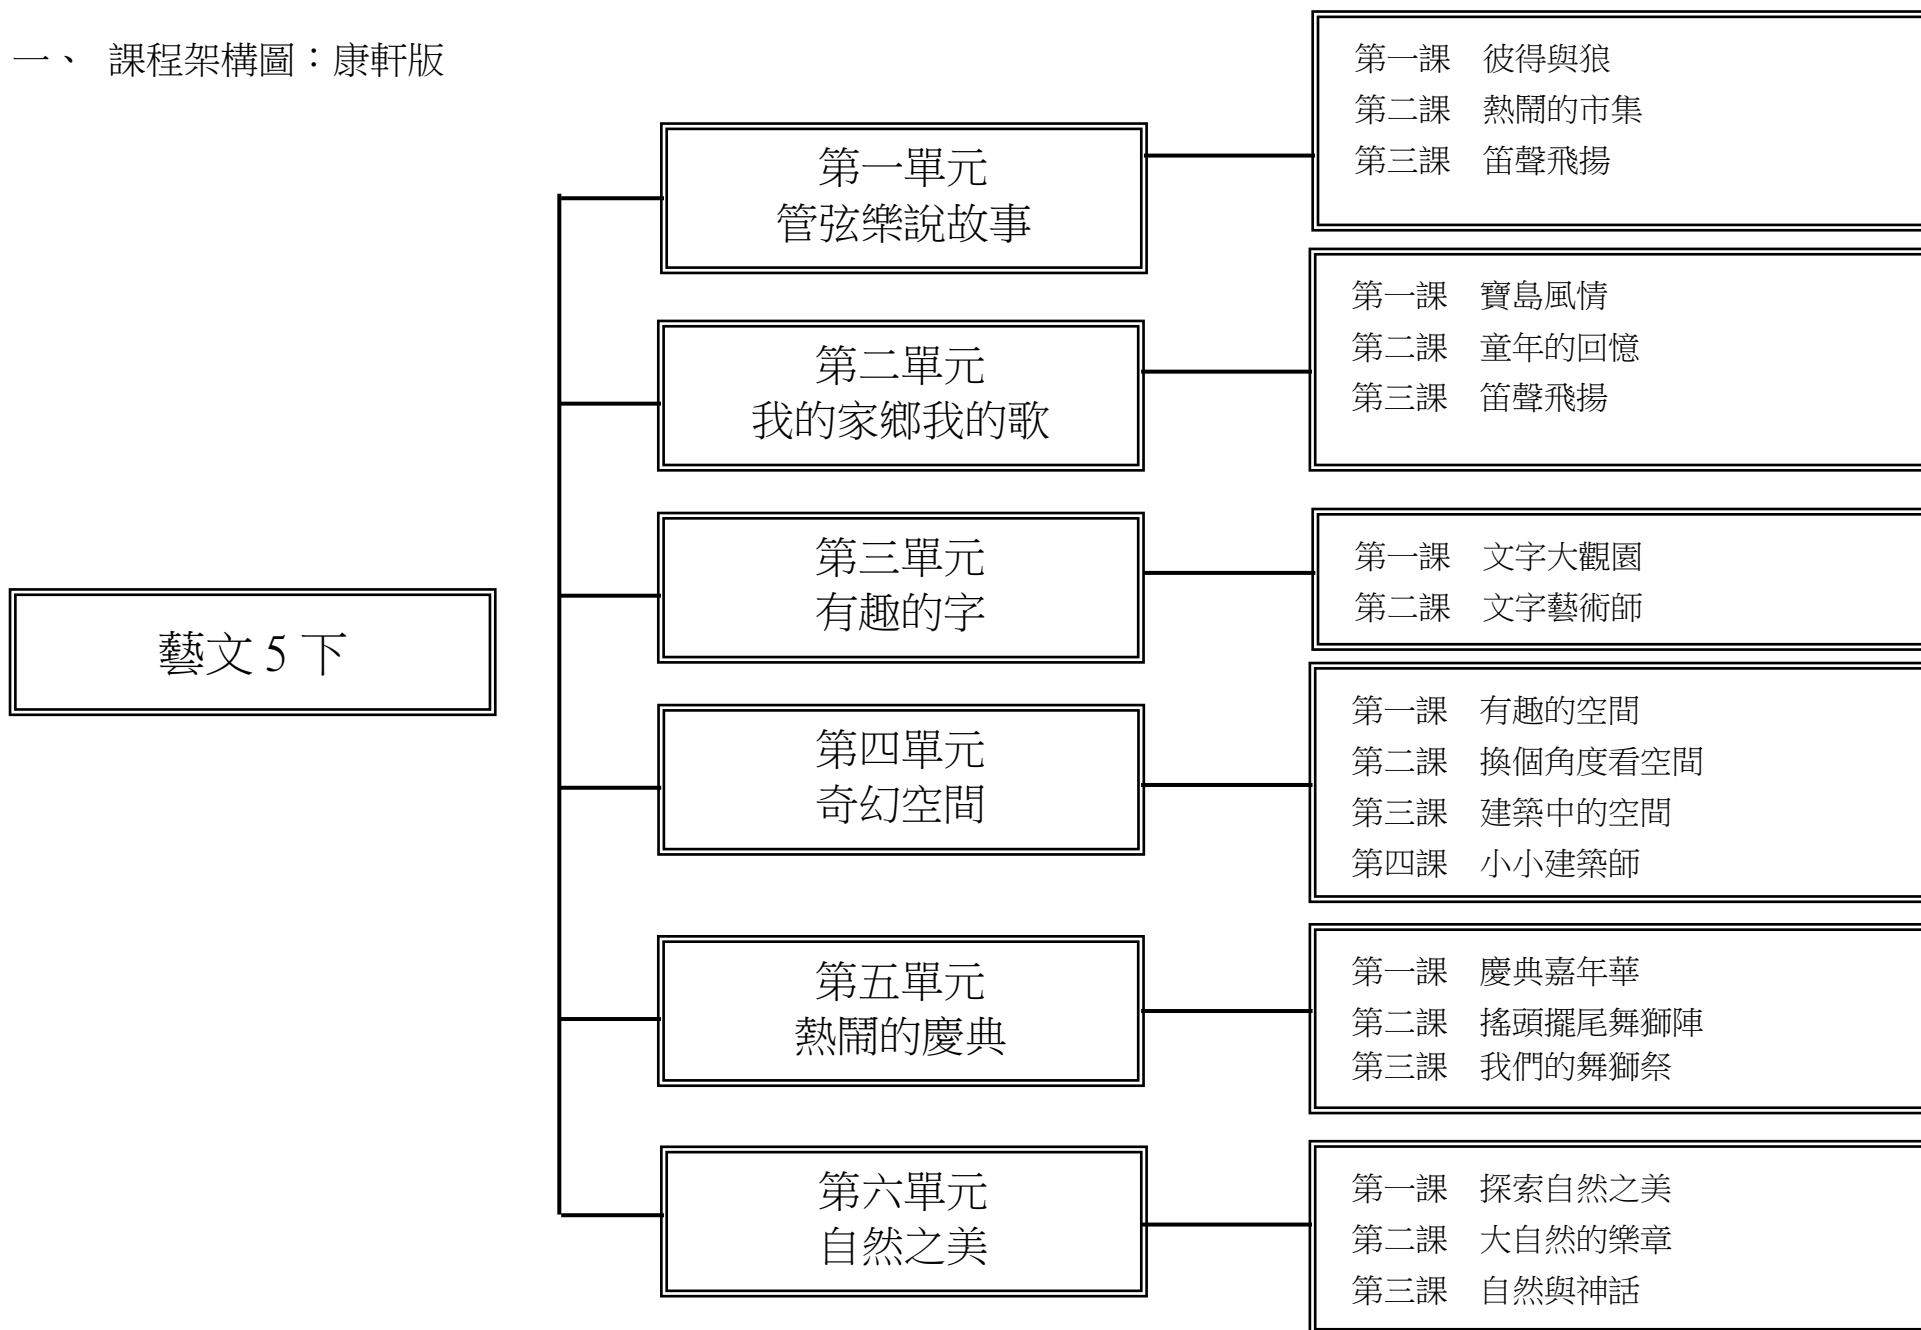 一、 課程架構圖：康軒版
藝文 5 下
第一單元
管弦樂說故事
第一課 彼得與狼
第二課 熱鬧的市集
第三課 笛聲飛揚
第二單元
我的家鄉我的歌
第一課 寶島風情
第二課 童年的回憶
第三課 笛聲飛揚
第三單元
有趣的字
第一課 文字大觀園
第二課 文字藝術師
第四單元
奇幻空間
第一課 有趣的空間
第二課 換個角度看空間
第三課 建築中的空間
第四課 小小建築師
第五單元
熱鬧的慶典
第一課 慶典嘉年華
第二課 搖頭擺尾舞獅陣
第三課 我們的舞獅祭
第六單元
自然之美
第一課 探索自然之美
第二課 大自然的樂章
第三課 自然與神話